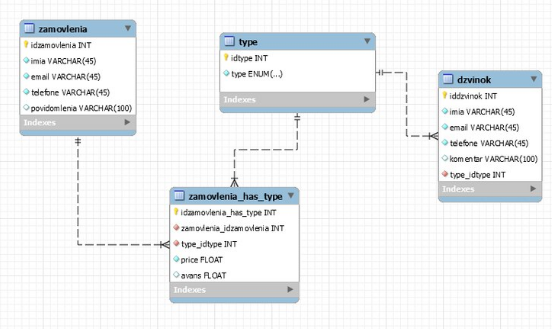 zamovlenia
idzamovlenia INT
imia VARCHAR(45)
email VARCHAR(45)
telefone VARCHAR(45)
povidomlenia VARCHAR(100)
Indexes
type
idtype INT
type ENUM(...)
Indexes
dzvinok
iddzvinok INT
imia VARCHAR(45)
email VARCHAR(45)
telefone VARCHAR(45)
komentar VARCHAR(100)
type_idtype INT
Indexes
zamovlenia_has_type
idzamovlenia_has_type INT
zamovlenia_idzamovlenia INT
type_idtype INT
price FLOAT
avans FLOAT
Indexes